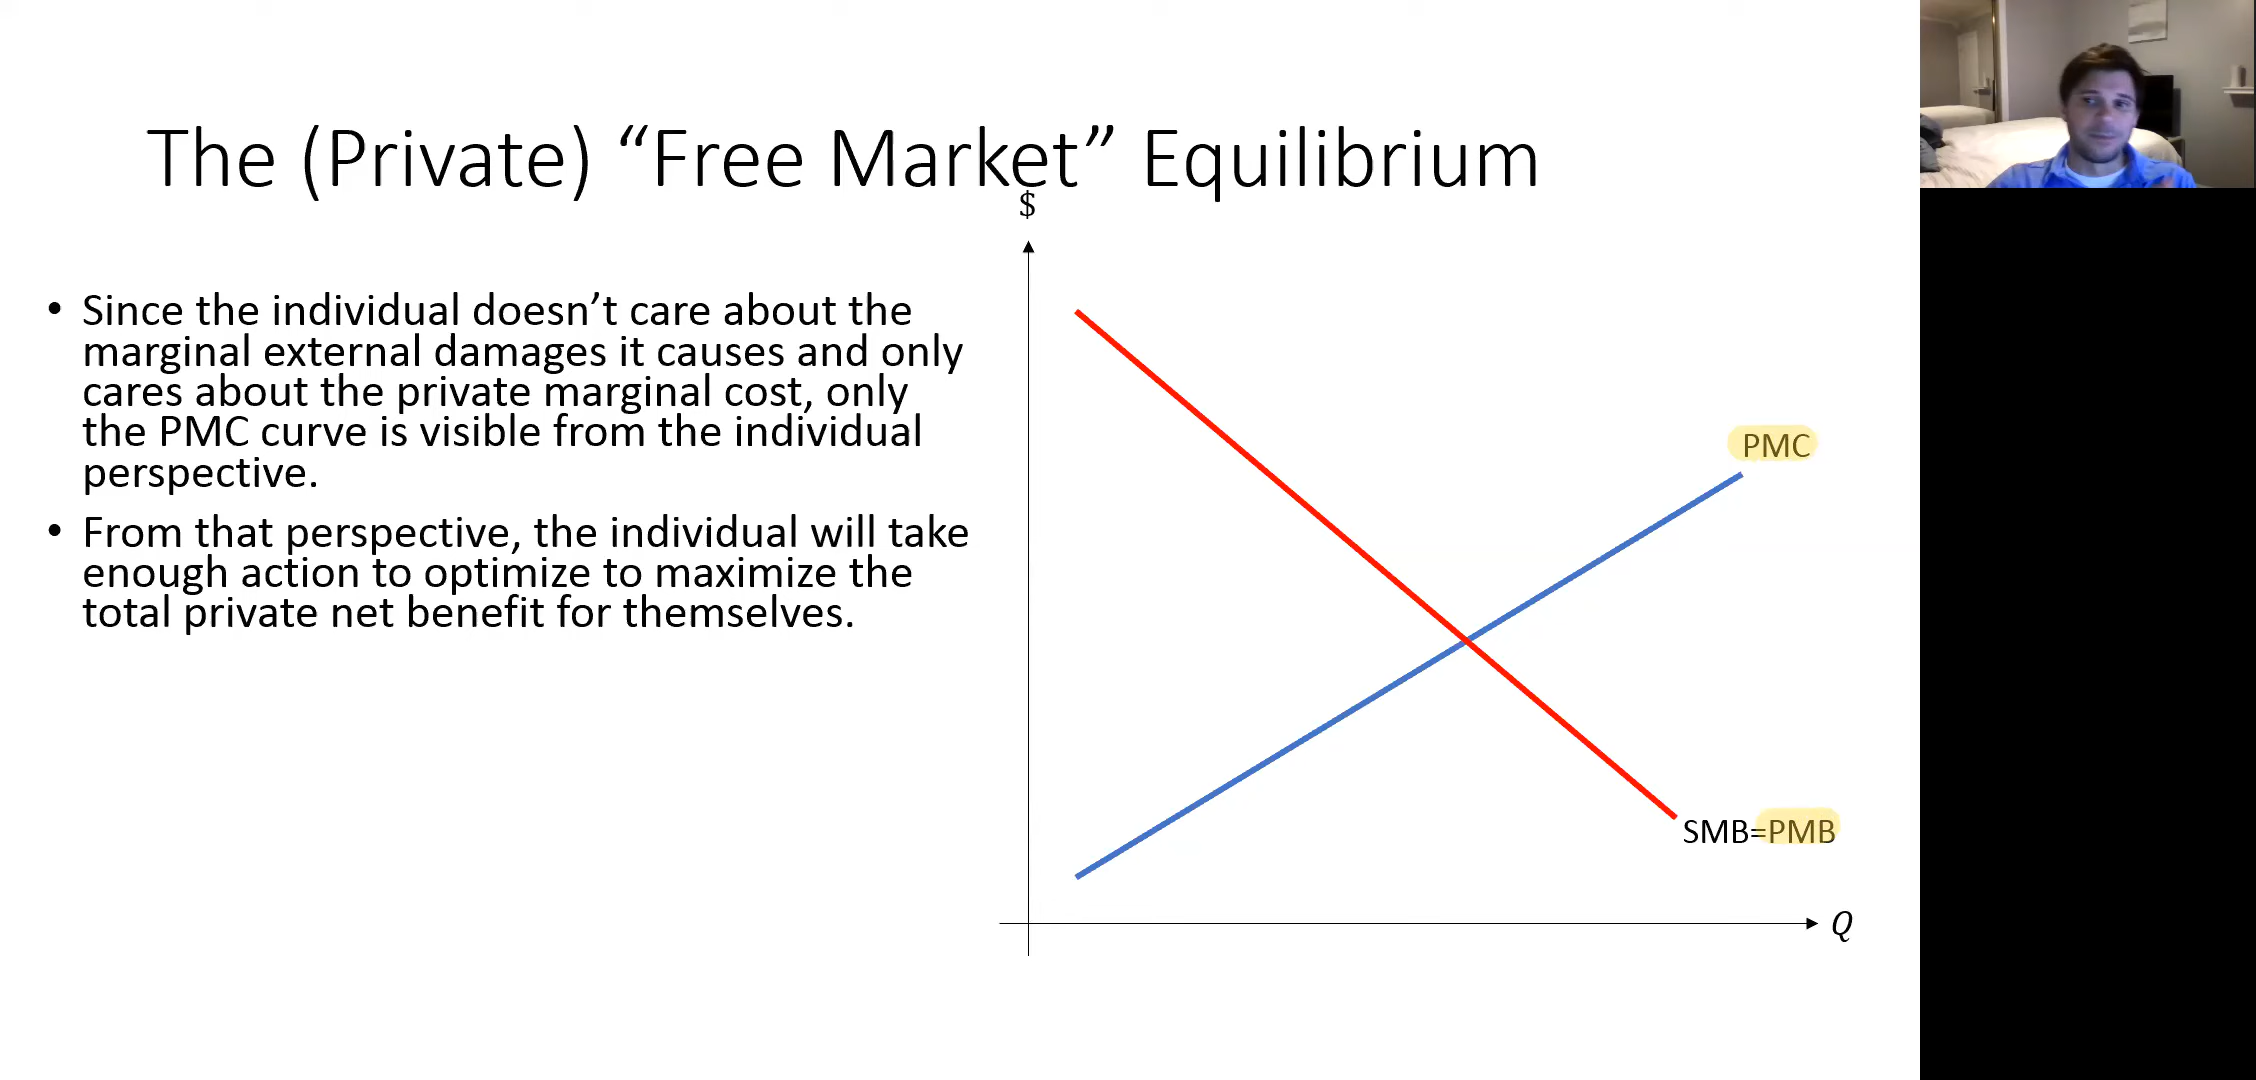 The (Private) “Free Market” Equilibrium
$
• Since the individual doesn’t care about the
marginal external damages it causes and only
cares about the private marginal cost, only
the PMC curve is visible from the individual
perspective.
• From that perspective, the individual will take
enough action to optimize to maximize the
total private net benefit for themselves.
PMC
SMB=PMB
Q